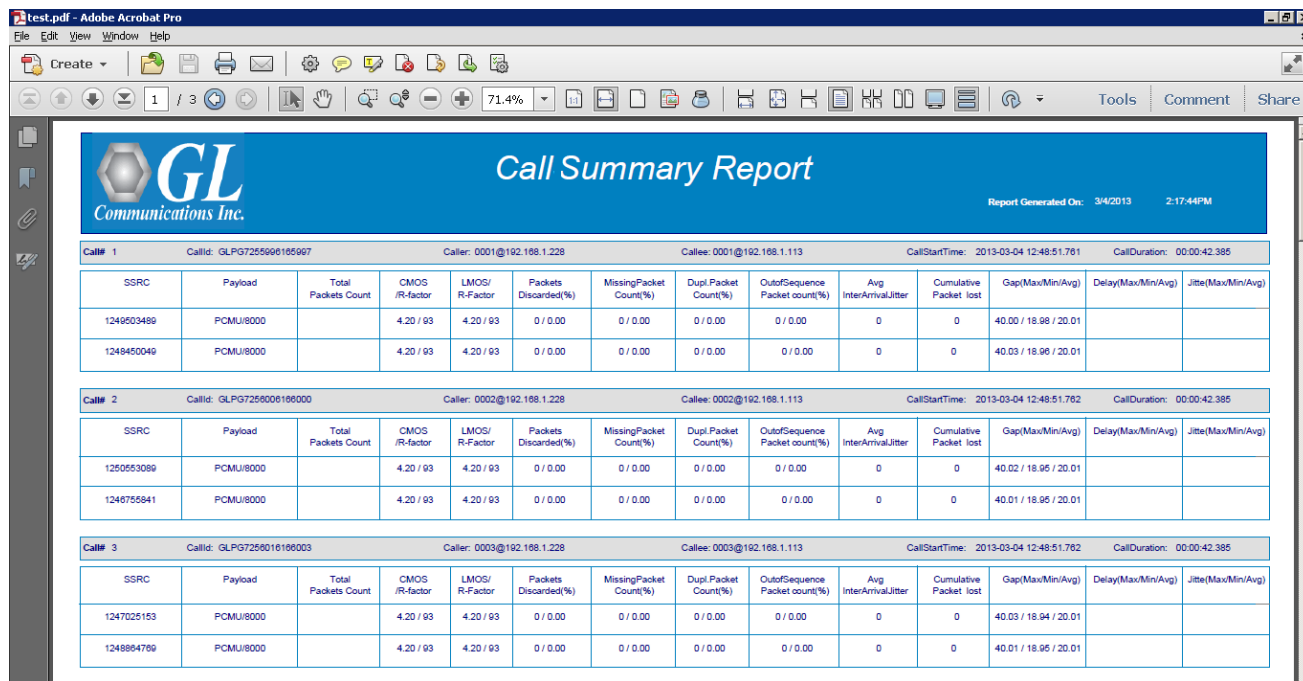 test.pdf - Adobe Acrobat Pro
File Edit View Window Help
Create
1 / 3 71.4% Tools Comment Share
GL
Communications Inc.
Call Summary Report
Report Generated On: 3/4/2013 2:17:44PM
Call# 1 CallId: GLPG7255996165997 Caller: 0001@192.168.1.228 Callee: 0001@192.168.1.113 CallStartTime: 2013-03-04 12:48:51.761 CallDuration: 00:00:42.385
SSRC Payload Total CMOS LMOS/ Packets MissingPacket Dupl.Packet OutofSequence Avg Cumulative Gap(Max/Min/Avg) Delay(Max/Min/Avg) Jitte(Max/Min/Avg)
Packets Count /R-factor R-Factor Discarded(%) Count(%) Count(%) Packet count(%) InterArrivalJitter Packet lost
1249503489 PCMU/8000 4.20 / 93 4.20 / 93 0 / 0.00 0 / 0.00 0 / 0.00 0 / 0.00 0 0 40.00 / 18.98 / 20.01
1248450049 PCMU/8000 4.20 / 93 4.20 / 93 0 / 0.00 0 / 0.00 0 / 0.00 0 / 0.00 0 0 40.03 / 18.96 / 20.01
Call# 2 CallId: GLPG7256006166000 Caller: 0002@192.168.1.228 Callee: 0002@192.168.1.113 CallStartTime: 2013-03-04 12:48:51.762 CallDuration: 00:00:42.385
SSRC Payload Total CMOS LMOS/ Packets MissingPacket Dupl.Packet OutofSequence Avg Cumulative Gap(Max/Min/Avg) Delay(Max/Min/Avg) Jitte(Max/Min/Avg)
Packets Count /R-factor R-Factor Discarded(%) Count(%) Count(%) Packet count(%) InterArrivalJitter Packet lost
1250553089 PCMU/8000 4.20 / 93 4.20 / 93 0 / 0.00 0 / 0.00 0 / 0.00 0 / 0.00 0 0 40.02 / 18.95 / 20.01
1246755841 PCMU/8000 4.20 / 93 4.20 / 93 0 / 0.00 0 / 0.00 0 / 0.00 0 / 0.00 0 0 40.01 / 18.95 / 20.01
Call# 3 CallId: GLPG7256016166003 Caller: 0003@192.168.1.228 Callee: 0003@192.168.1.113 CallStartTime: 2013-03-04 12:48:51.762 CallDuration: 00:00:42.385
SSRC Payload Total CMOS LMOS/ Packets MissingPacket Dupl.Packet OutofSequence Avg Cumulative Gap(Max/Min/Avg) Delay(Max/Min/Avg) Jitte(Max/Min/Avg)
Packets Count /R-factor R-Factor Discarded(%) Count(%) Count(%) Packet count(%) InterArrivalJitter Packet lost
1247025153 PCMU/8000 4.20 / 93 4.20 / 93 0 / 0.00 0 / 0.00 0 / 0.00 0 / 0.00 0 0 40.03 / 18.94 / 20.01
1248864769 PCMU/8000 4.20 / 93 4.20 / 93 0 / 0.00 0 / 0.00 0 / 0.00 0 / 0.00 0 0 40.01 / 18.95 / 20.01